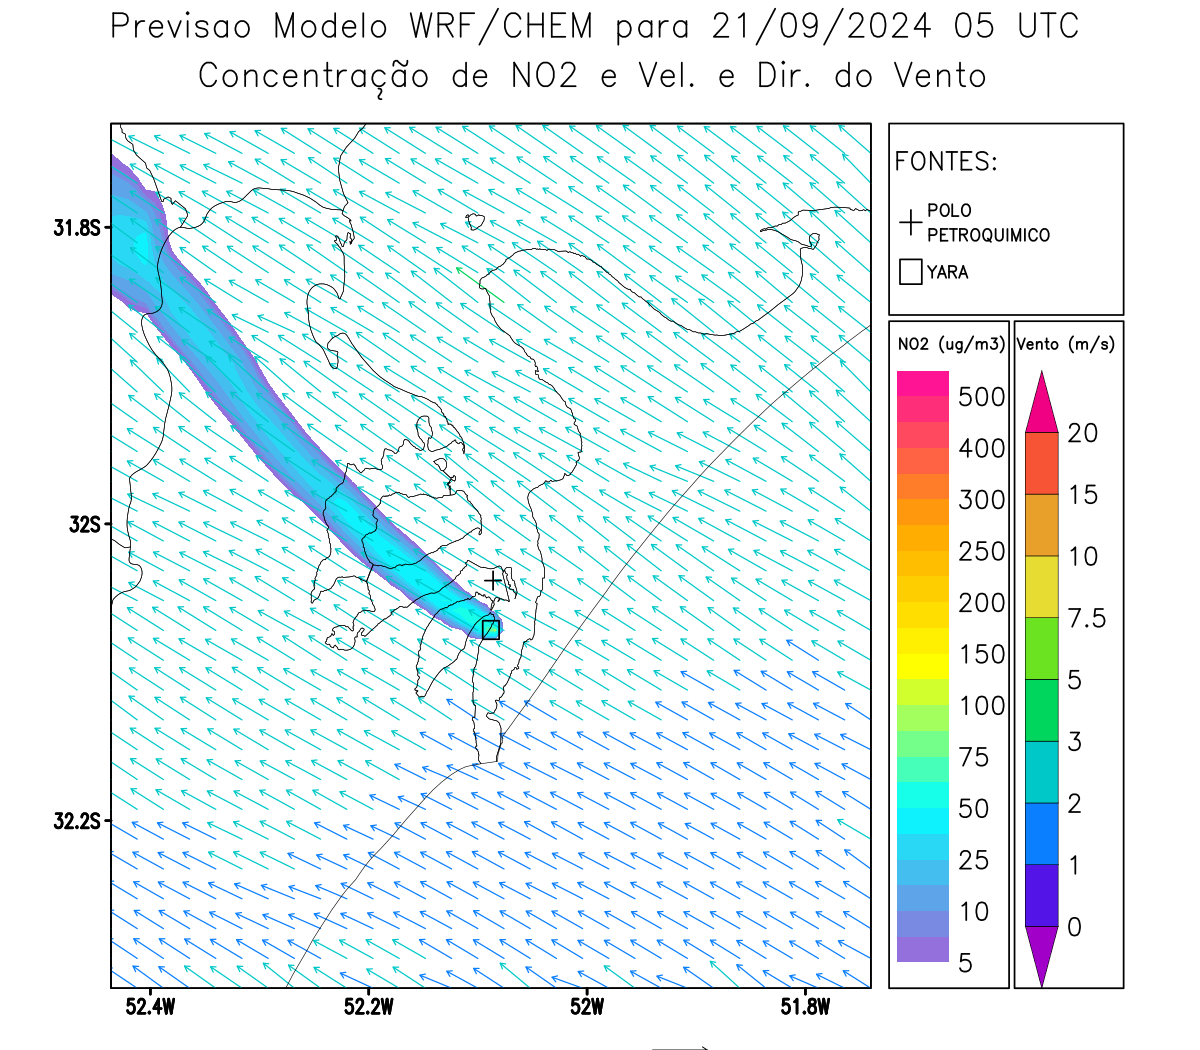 Previsao Modelo WRF/CHEM para 21/09/2024 05 UTC
Concentração de NO2 e Vel. e Dir. do Vento
FONTES:
POLO
PETROQUIMICO
YARA
NO2 (ug/m3)
500
400
300
250
200
150
100
75
50
25
10
5
Vento (m/s)
20
15
10
7.5
5
3
2
1
0
31.8S
32S
32.2S
52.4W
52.2W
52W
51.8W